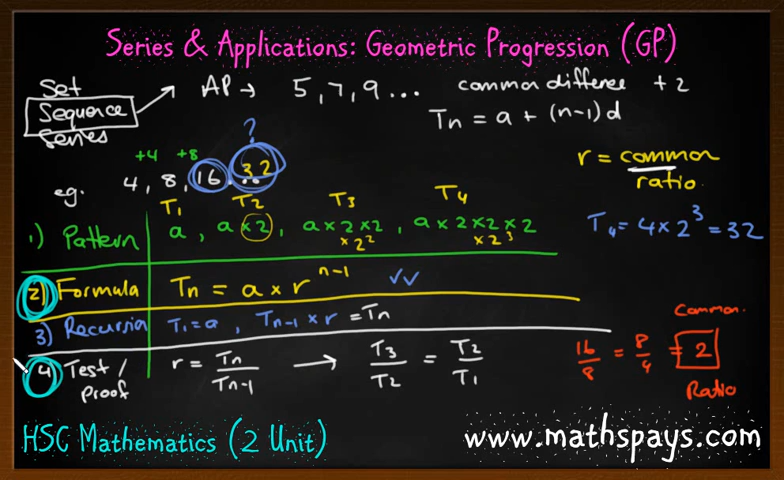 Series & Applications: Geometric Progression (GP)
Set
Sequence
Series
AP → 5, 7, 9 ... common differene + 2
Tn = a + (n-1)d
+4 +8 ?
eg. 4, 8, 16, 32 ...
r = common
ratio.
T1 T2 T3 T4
1) Pattern a, a × 2, a × 2 × 2, a × 2 × 2 × 2
× 2² × 2³
T4 = 4 × 2³ = 32
2) Formula Tn = a × r^n-1 ✓✓
3) Recursia T1 = a, Tn-1 × r = Tn
4) Test / Proof r = Tn/Tn-1 → T3/T2 = T2/T1
16/8 = 8/4 = 2
Common.
Ratio
HSC Mathematics (2 Unit)
www.mathspays.com